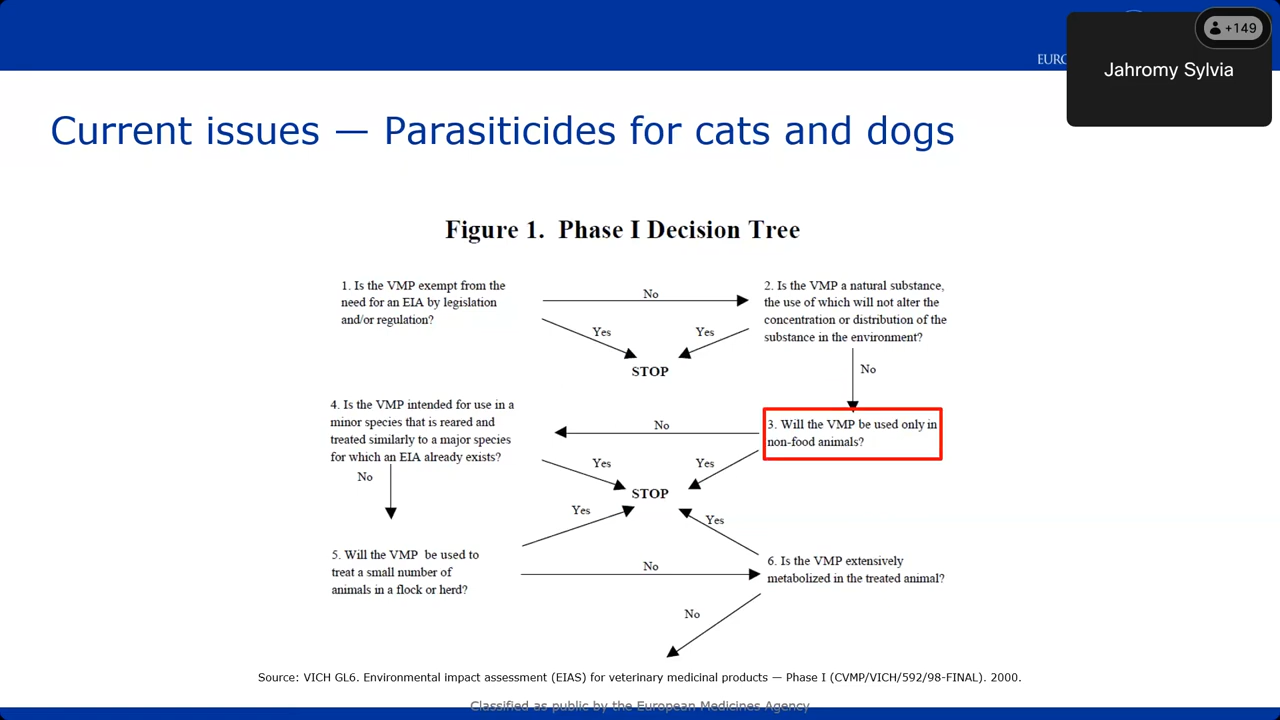 +149
EURO
Jahromy Sylvia
Current issues — Parasiticides for cats and dogs
Figure 1. Phase I Decision Tree
1. Is the VMP exempt from the
need for an EIA by legislation
and/or regulation?
No
2. Is the VMP a natural substance,
the use of which will not alter the
concentration or distribution of the
substance in the environment?
Yes
Yes
STOP
No
4. Is the VMP intended for use in a
minor species that is reared and
treated similarly to a major species
for which an EIA already exists?
No
3. Will the VMP be used only in
non-food animals?
Yes
Yes
No
STOP
Yes
Yes
5. Will the VMP be used to
treat a small number of
animals in a flock or herd?
No
6. Is the VMP extensively
metabolized in the treated animal?
No
Source: VICH GL6. Environmental impact assessment (EIAS) for veterinary medicinal products — Phase I (CVMP/VICH/592/98-FINAL). 2000.
Classified as public by the European Medicines Agency